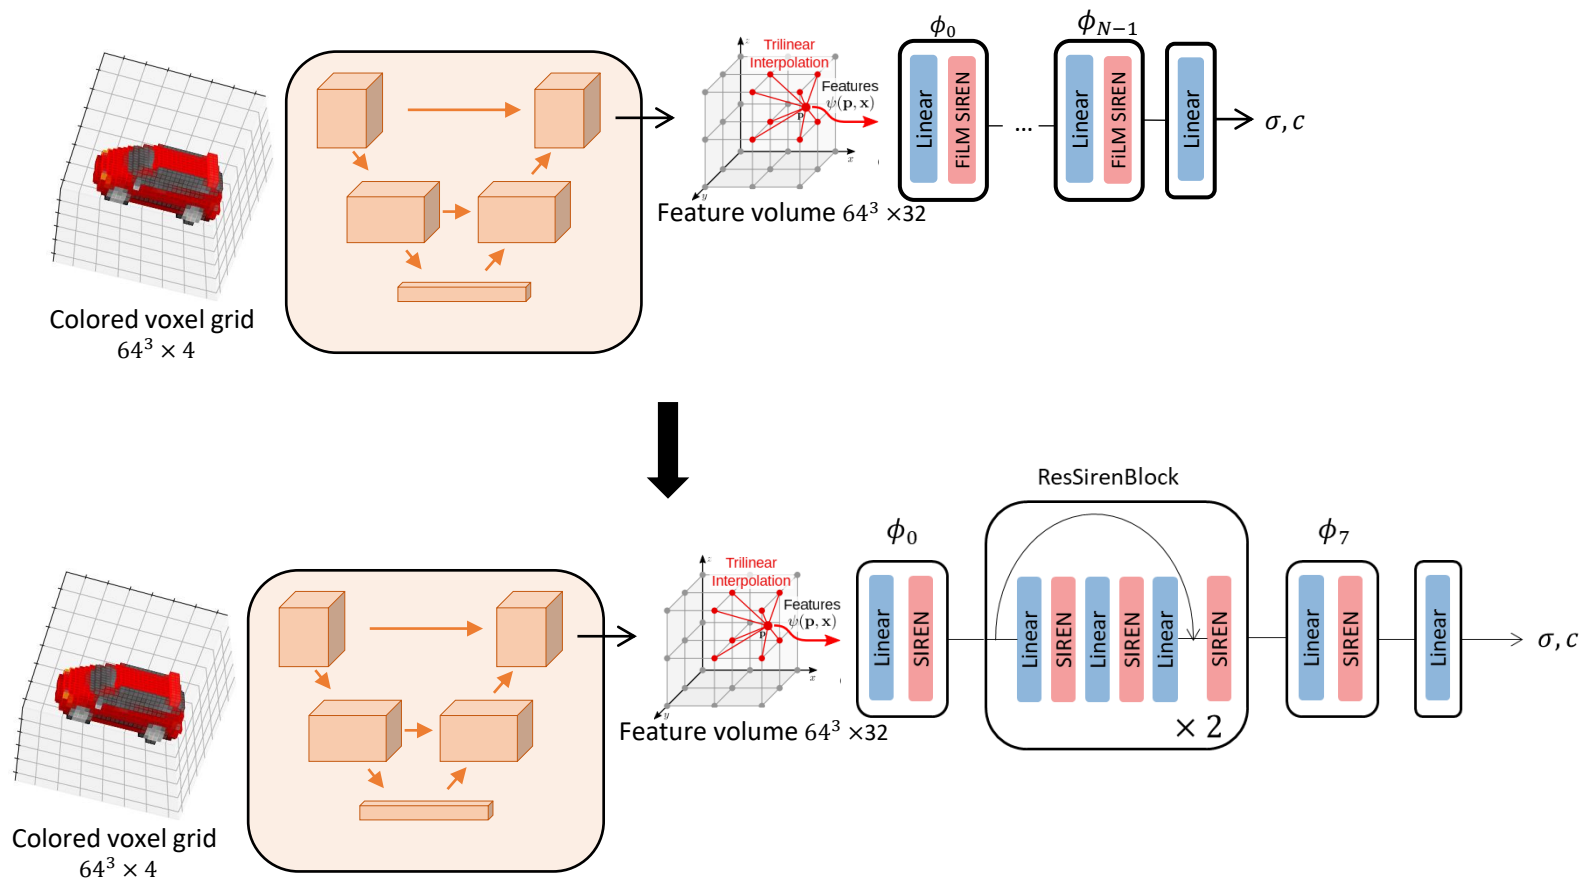 ϕ₀
ϕ_{N−1}
Trilinear
Interpolation
Features
ψ(p, x)
p
z
x
y
Linear
FiLM SIREN
...
Linear
FiLM SIREN
Linear
σ, c
Feature volume 64³ ×32
Colored voxel grid
64³ × 4
ResSirenBlock
ϕ₀
ϕ₇
Trilinear
Interpolation
Features
ψ(p, x)
p
z
x
y
Linear
SIREN
Linear
SIREN
Linear
SIREN
Linear
SIREN
× 2
Linear
SIREN
Linear
σ, c
Feature volume 64³ ×32
Colored voxel grid
64³ × 4